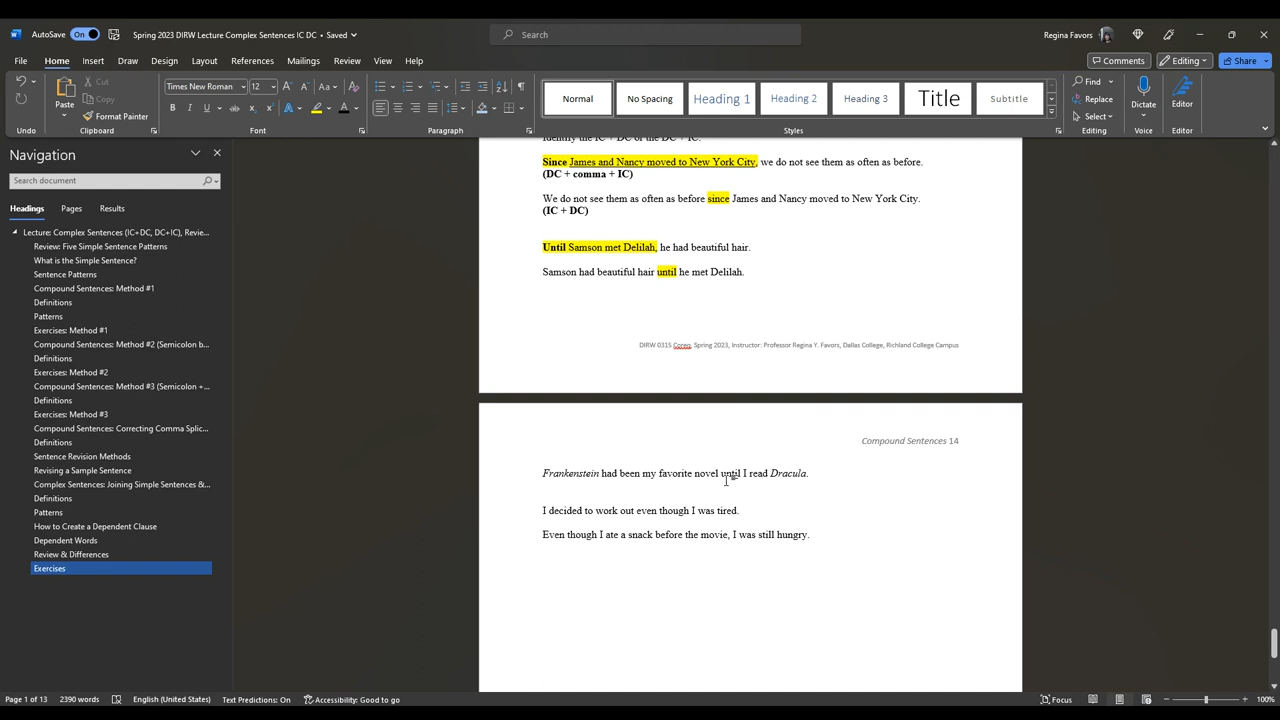 AutoSave On Spring 2023 DIRW Lecture Complex Sentences IC DC • Saved Search Regina Favors
File Home Insert Draw Design Layout References Mailings Review View Help Comments Editing Share
Times New Roman 12 Paste Cut Copy Format Painter
Normal No Spacing Heading 1 Heading 2 Heading 3 Title Subtitle Find Replace Select Dictate Editor
Undo Clipboard Font Paragraph Styles Editing Voice Editor
Navigation
Search document
Headings Pages Results
Lecture: Complex Sentences (IC+DC, DC+IC), Revie...
Review: Five Simple Sentence Patterns
What is the Simple Sentence?
Sentence Patterns
Compound Sentences: Method #1
Definitions
Patterns
Exercises: Method #1
Compound Sentences: Method #2 (Semicolon b...
Definitions
Exercises: Method #2
Compound Sentences: Method #3 (Semicolon +...
Definitions
Exercises: Method #3
Compound Sentences: Correcting Comma Splic...
Definitions
Sentence Revision Methods
Revising a Sample Sentence
Complex Sentences: Joining Simple Sentences &...
Definitions
Patterns
How to Create a Dependent Clause
Dependent Words
Review & Differences
Exercises
Identify the IC + DC or the DC + IC.
Since James and Nancy moved to New York City, we do not see them as often as before.
(DC + comma + IC)
We do not see them as often as before since James and Nancy moved to New York City.
(IC + DC)
Until Samson met Delilah, he had beautiful hair.
Samson had beautiful hair until he met Delilah.
DIRW 0315 Coreq, Spring 2023, Instructor: Professor Regina Y. Favors, Dallas College, Richland College Campus
Compound Sentences 14
Frankenstein had been my favorite novel until I read Dracula.
I decided to work out even though I was tired.
Even though I ate a snack before the movie, I was still hungry.
Page 1 of 13 2390 words English (United States) Text Predictions: On Accessibility: Good to go Focus 100%